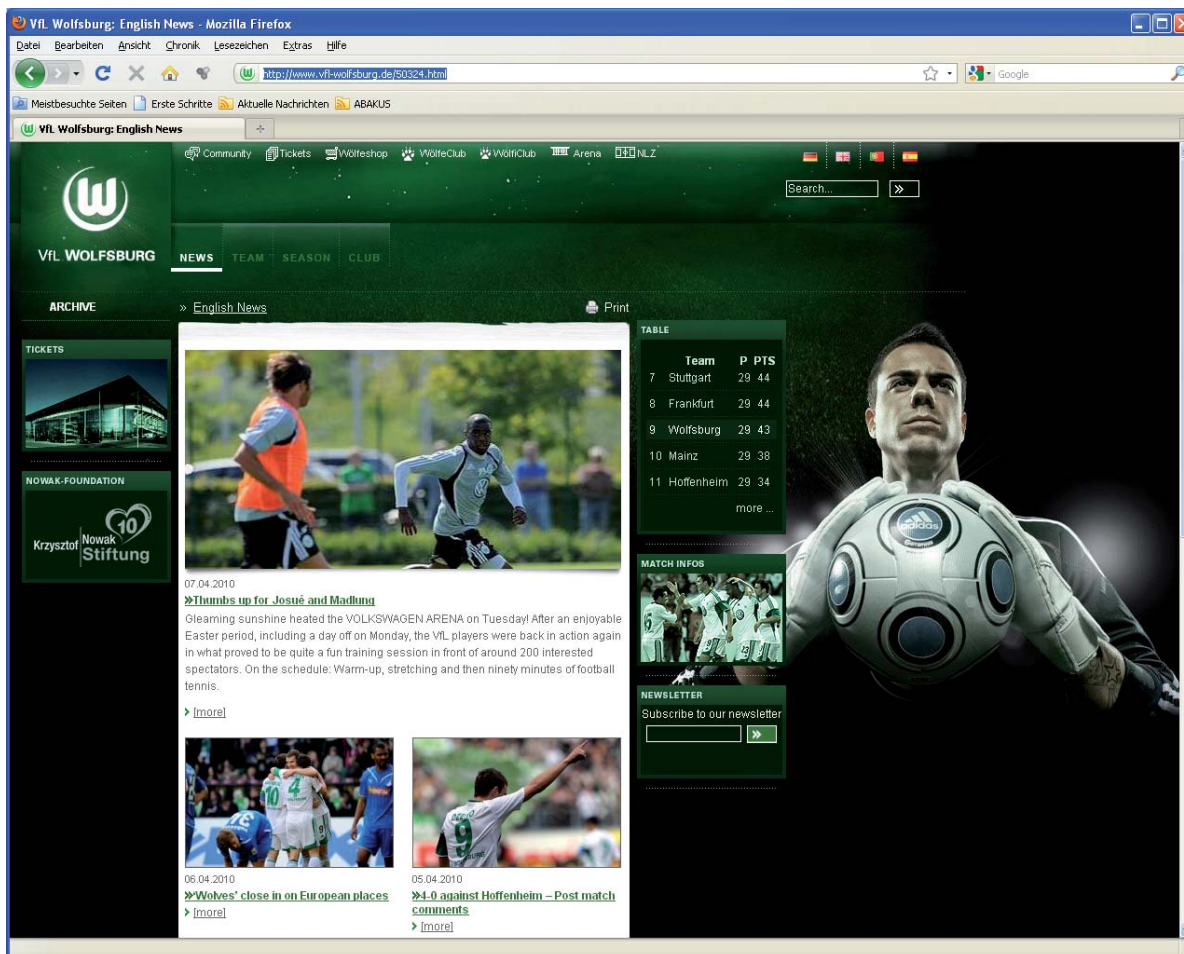 VfL Wolfsburg: English News - Mozilla Firefox
Datei Bearbeiten Ansicht Chronik Lesezeichen Extras Hilfe
http://www.vfl-wolfsburg.de/50324.html
Google
Meistbesuchte Seiten Erste Schritte Aktuelle Nachrichten ABAKUS
VfL Wolfsburg: English News
Community Tickets Wölfeshop WölfeClub WölfiClub Arena NLZ
Search...
VfL WOLFSBURG
NEWS TEAM SEASON CLUB
ARCHIVE
» English News
Print
TICKETS
NOWAK-FOUNDATION
10
Krzysztof Nowak
Stiftung
07.04.2010
»Thumbs up for Josué and Madlung
Gleaming sunshine heated the VOLKSWAGEN ARENA on Tuesday! After an enjoyable
Easter period, including a day off on Monday, the VfL players were back in action again
in what proved to be quite a fun training session in front of around 200 interested
spectators. On the schedule: Warm-up, stretching and then ninety minutes of football
tennis.
[more]
06.04.2010
»'Wolves' close in on European places
[more]
05.04.2010
»4-0 against Hoffenheim – Post match
comments
[more]
TABLE
Team P PTS
7 Stuttgart 29 44
8 Frankfurt 29 44
9 Wolfsburg 29 43
10 Mainz 29 38
11 Hoffenheim 29 34
more ...
MATCH INFOS
NEWSLETTER
Subscribe to our newsletter
»
adidas